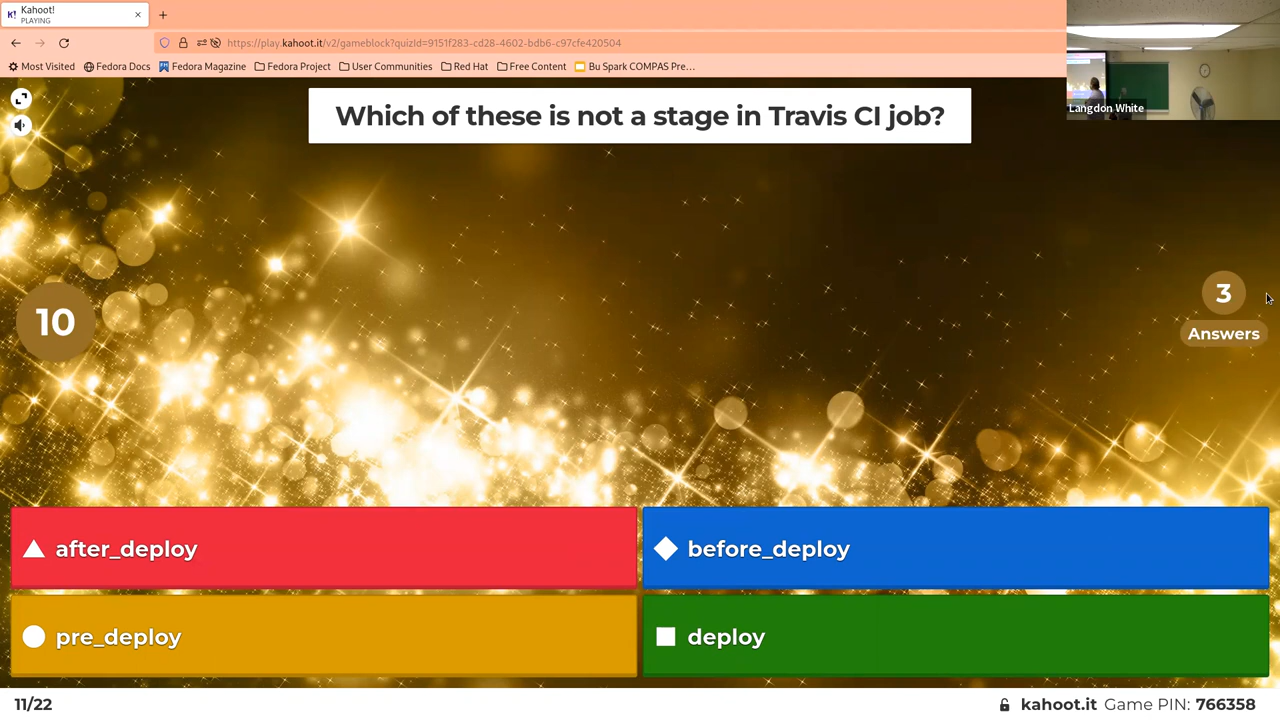 Kahoot!
PLAYING
https://play.kahoot.it/v2/gameblock?quizId=9151f283-cd28-4602-bdb6-c97cfe420504
Most Visited Fedora Docs Fedora Magazine Fedora Project User Communities Red Hat Free Content Bu Spark COMPAS Pre…
Langdon White
Which of these is not a stage in Travis CI job?
10
3
Answers
after_deploy
before_deploy
pre_deploy
deploy
11/22
kahoot.it Game PIN: 766358